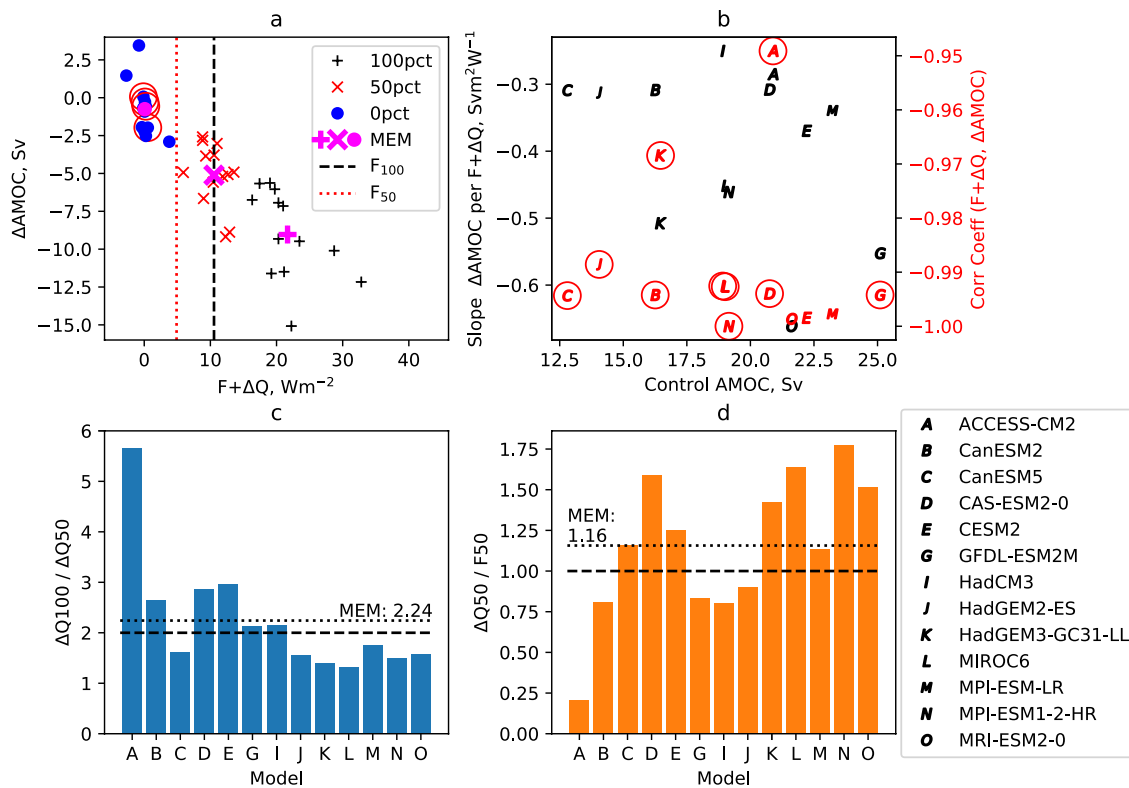 a
ΔAMOC, Sv
2.5
0.0
−2.5
−5.0
−7.5
−10.0
−12.5
−15.0
0
10
20
30
40
F+ΔQ, Wm−2
100pct
50pct
0pct
MEM
F100
F50
b
Slope ΔAMOC per F+ΔQ, Svm2W−1
−0.3
−0.4
−0.5
−0.6
12.5
15.0
17.5
20.0
22.5
25.0
Control AMOC, Sv
−0.95
−0.96
−0.97
−0.98
−0.99
−1.00
Corr Coeff (F+ΔQ, ΔAMOC)
I
A
A
C
J
B
D
M
E
K
L
N
K
G
J
C
B
L
D
G
N
O
E
M
O
c
ΔQ100 / ΔQ50
6
5
4
3
2
1
0
MEM: 2.24
A B C D E G I J K L M N O
Model
d
ΔQ50 / F50
1.75
1.50
1.25
1.00
0.75
0.50
0.25
0.00
MEM:
1.16
A B C D E G I J K L M N O
Model
A ACCESS-CM2
B CanESM2
C CanESM5
D CAS-ESM2-0
E CESM2
G GFDL-ESM2M
I HadCM3
J HadGEM2-ES
K HadGEM3-GC31-LL
L MIROC6
M MPI-ESM-LR
N MPI-ESM1-2-HR
O MRI-ESM2-0